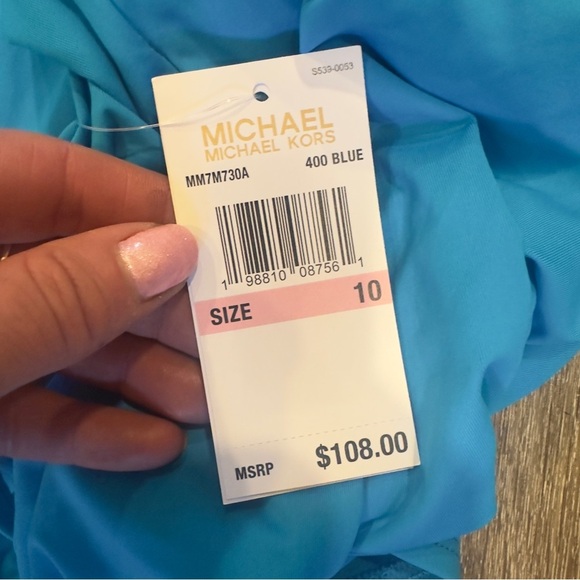 S539-0053
MICHAEL
MICHAEL KORS
MM7M730A 400 BLUE
1 98810 08756 1
SIZE 10
MSRP $108.00